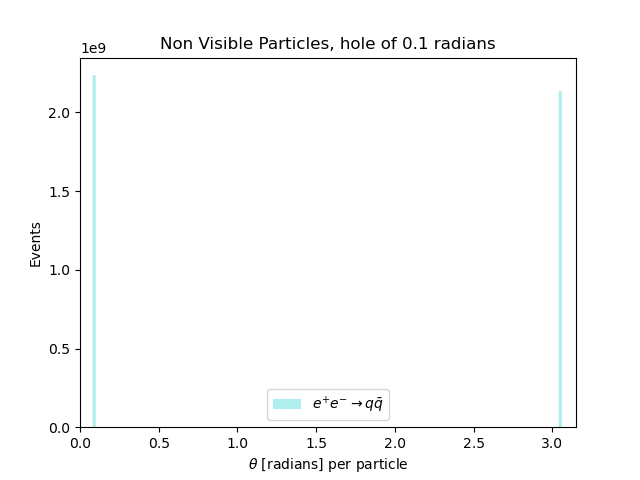 Non Visible Particles, hole of 0.1 radians
1e9
2.0
1.5
1.0
0.5
0.0
Events
0.0 0.5 1.0 1.5 2.0 2.5 3.0
θ [radians] per particle
e⁺e⁻ → qq̄